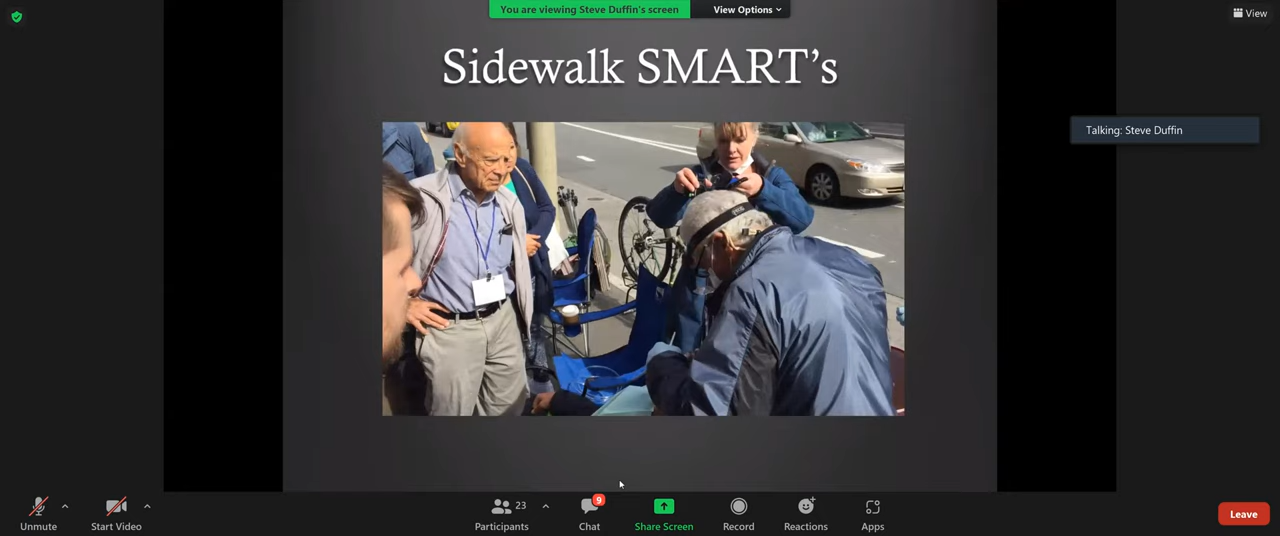 You are viewing Steve Duffin's screen
View Options
View
Sidewalk SMART’s
Talking: Steve Duffin
Unmute
Start Video
23
Participants
9
Chat
Share Screen
Record
Reactions
Apps
Leave